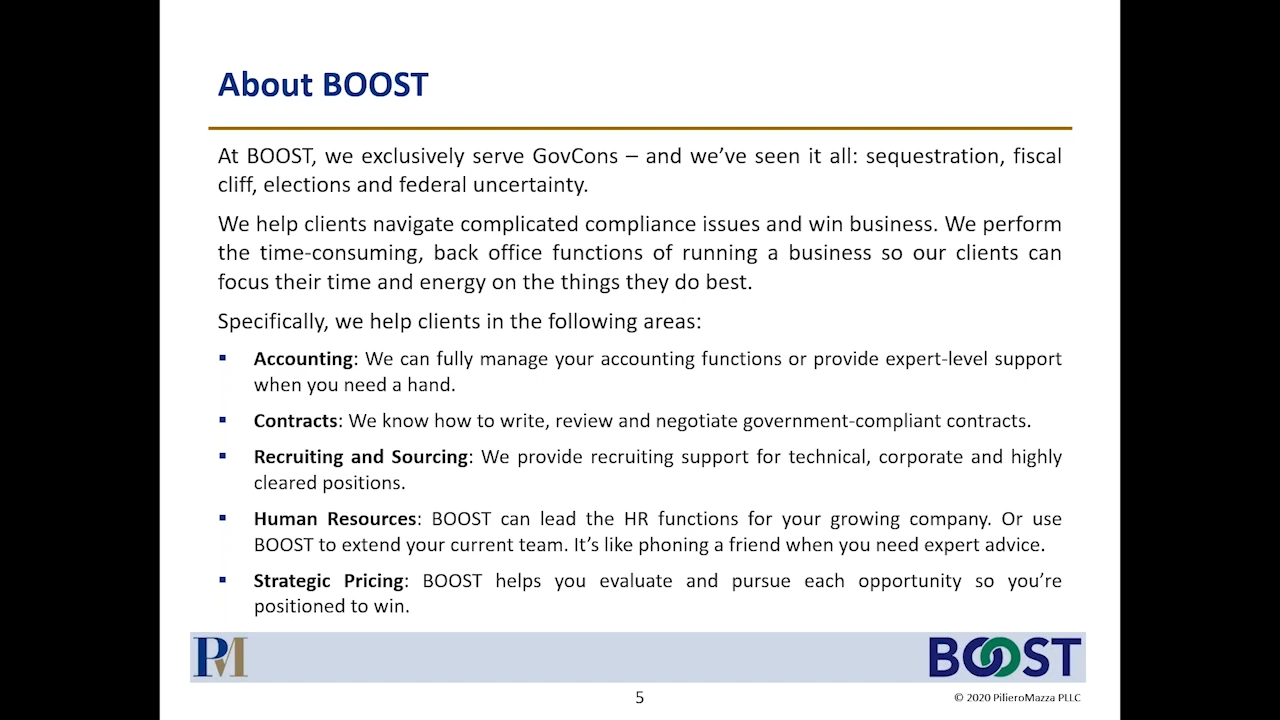 About BOOST
At BOOST, we exclusively serve GovCons – and we’ve seen it all: sequestration, fiscal
cliff, elections and federal uncertainty.
We help clients navigate complicated compliance issues and win business. We perform
the time-consuming, back office functions of running a business so our clients can
focus their time and energy on the things they do best.
Specifically, we help clients in the following areas:
▪ Accounting: We can fully manage your accounting functions or provide expert-level support
when you need a hand.
▪ Contracts: We know how to write, review and negotiate government-compliant contracts.
▪ Recruiting and Sourcing: We provide recruiting support for technical, corporate and highly
cleared positions.
▪ Human Resources: BOOST can lead the HR functions for your growing company. Or use
BOOST to extend your current team. It’s like phoning a friend when you need expert advice.
▪ Strategic Pricing: BOOST helps you evaluate and pursue each opportunity so you’re
positioned to win.
PM
BOOST
5
© 2020 PilieroMazza PLLC